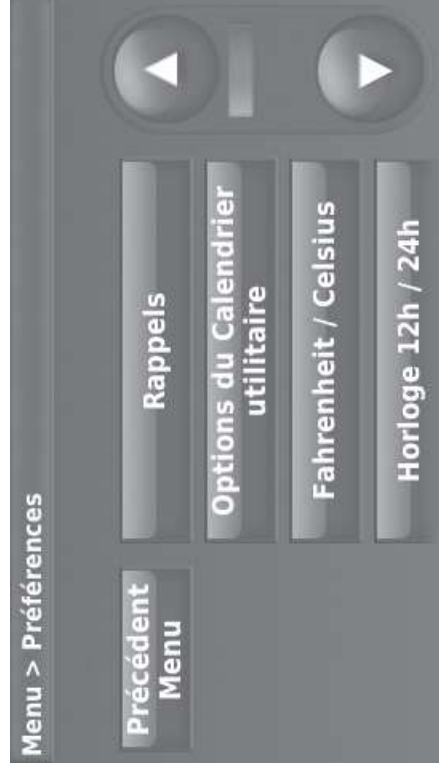 Menu > Préférences
Précédent
Menu
Rappels
Options du Calendrier
utilitaire
Fahrenheit / Celsius
Horloge 12h / 24h